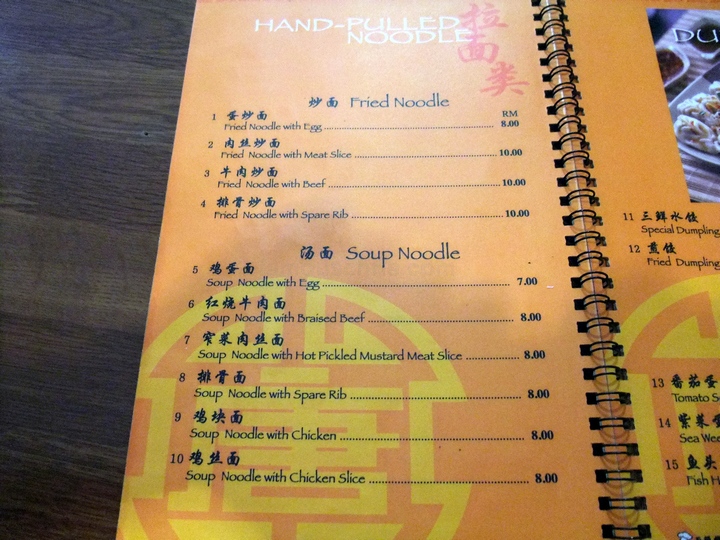 HAND-PULLED
NOODLE
拉面类
炒面 Fried Noodle
RM
1 蛋炒面
Fried Noodle with Egg 8.00
2 肉丝炒面
Fried Noodle with Meat Slice 10.00
3 牛肉炒面
Fried Noodle with Beef 10.00
4 排骨炒面
Fried Noodle with Spare Rib 10.00
汤面 Soup Noodle
5 鸡蛋面
Soup Noodle with Egg 7.00
6 红烧牛肉面
Soup Noodle with Braised Beef 8.00
7 窄菜肉丝面
Soup Noodle with Hot Pickled Mustard Meat Slice 8.00
8 排骨面
Soup Noodle with Spare Rib 8.00
9 鸡块面
Soup Noodle with Chicken 8.00
10 鸡丝面
Soup Noodle with Chicken Slice 8.00
DU
11 三鲜水饺
Special Dumpling
12 煎饺
Fried Dumpling
13 番茄蛋
Tomato S
14 紫菜
Sea Wee
15 鱼头
Fish H